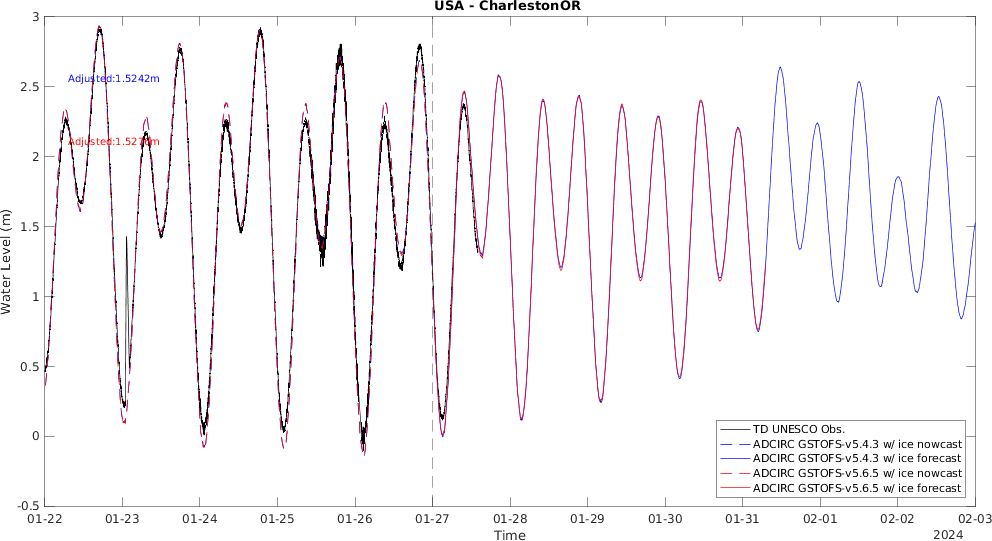 USA - CharlestonOR
3
2.5
2
1.5
1
0.5
0
-0.5
Water Level (m)
Adjusted:1.5242m
Adjusted:1.5270m
TD UNESCO Obs.
ADCIRC GSTOFS-v5.4.3 w/ ice nowcast
ADCIRC GSTOFS-v5.4.3 w/ ice forecast
ADCIRC GSTOFS-v5.6.5 w/ ice nowcast
ADCIRC GSTOFS-v5.6.5 w/ ice forecast
01-22 01-23 01-24 01-25 01-26 01-27 01-28 01-29 01-30 01-31 02-01 02-02 02-03
Time
2024